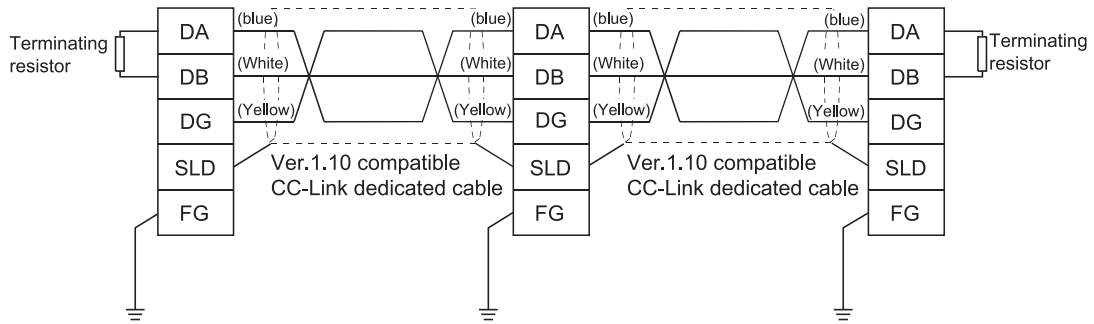 DA (blue) (blue) DA (blue) (blue) DA
Terminating
resistor
Terminating
resistor
DB (White) (White) DB (White) (White) DB
DG (Yellow) (Yellow) DG (Yellow) (Yellow) DG
SLD SLD SLD
Ver.1.10 compatible
CC-Link dedicated cable
Ver.1.10 compatible
CC-Link dedicated cable
FG FG FG